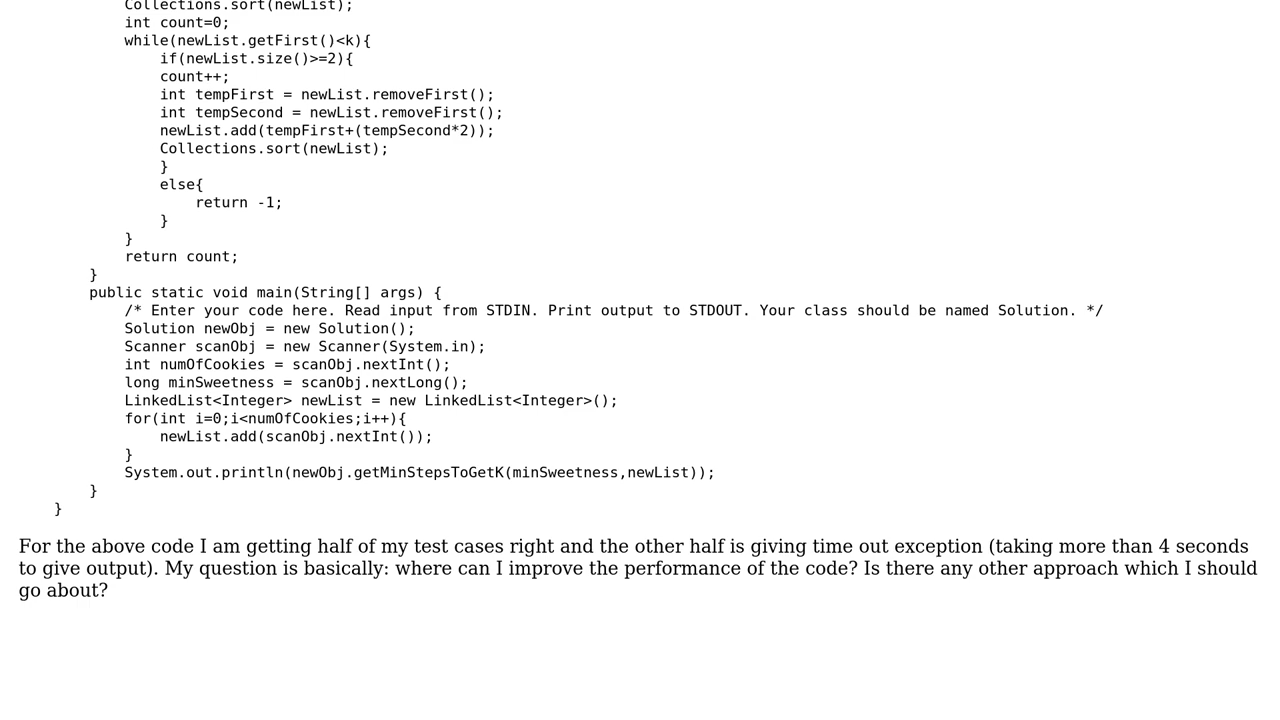 Collections.sort(newList);
int count=0;
while(newList.getFirst()<k){
if(newList.size()>=2){
count++;
int tempFirst = newList.removeFirst();
int tempSecond = newList.removeFirst();
newList.add(tempFirst+(tempSecond*2));
Collections.sort(newList);
}
else{
return -1;
}
}
return count;
}
public static void main(String[] args) {
/* Enter your code here. Read input from STDIN. Print output to STDOUT. Your class should be named Solution. */
Solution newObj = new Solution();
Scanner scanObj = new Scanner(System.in);
int numOfCookies = scanObj.nextInt();
long minSweetness = scanObj.nextLong();
LinkedList<Integer> newList = new LinkedList<Integer>();
for(int i=0;i<numOfCookies;i++){
newList.add(scanObj.nextInt());
}
System.out.println(newObj.getMinStepsToGetK(minSweetness,newList));
}
}
For the above code I am getting half of my test cases right and the other half is giving time out exception (taking more than 4 seconds
to give output). My question is basically: where can I improve the performance of the code? Is there any other approach which I should
go about?